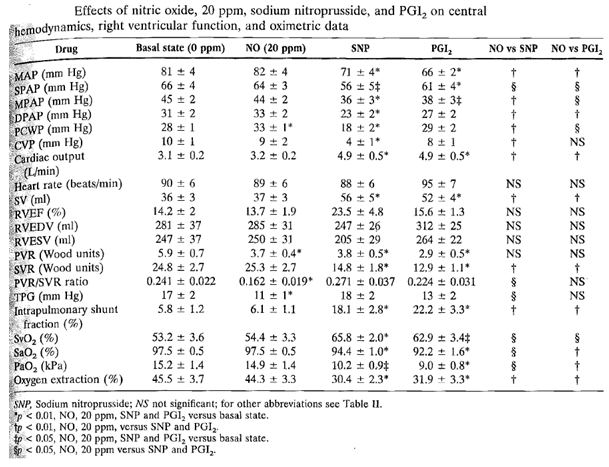 Effects of nitric oxide, 20 ppm, sodium nitroprusside, and PGI2 on central
hemodynamics, right ventricular function, and oximetric data
Drug Basal state (0 ppm) NO (20 ppm) SNP PGI2 NO vs SNP NO vs PGI2
MAP (mm Hg) 81 ± 4 82 ± 4 71 ± 4* 66 ± 2* † †
SPAP (mm Hg) 66 ± 4 64 ± 3 56 ± 5‡ 61 ± 4* § §
MPAP (mm Hg) 45 ± 2 44 ± 2 36 ± 3* 38 ± 3‡ † §
DPAP (mm Hg) 31 ± 2 33 ± 2 23 ± 2* 27 ± 2 † †
PCWP (mm Hg) 28 ± 1 33 ± 1* 18 ± 2* 29 ± 2 † §
CVP (mm Hg) 10 ± 1 9 ± 2 4 ± 1* 8 ± 1 † NS
Cardiac output 3.1 ± 0.2 3.2 ± 0.2 4.9 ± 0.5* 4.9 ± 0.5* † †
(L/min)
Heart rate (beats/min) 90 ± 6 89 ± 6 88 ± 6 95 ± 7 NS NS
SV (ml) 36 ± 3 37 ± 3 56 ± 5* 52 ± 4* † †
RVEF (%) 14.2 ± 2 13.7 ± 1.9 23.5 ± 4.8 15.6 ± 1.3 NS NS
RVEDV (ml) 281 ± 37 285 ± 31 247 ± 26 312 ± 25 NS NS
RVESV (ml) 247 ± 37 250 ± 31 205 ± 29 264 ± 22 NS NS
PVR (Wood units) 5.9 ± 0.7 3.7 ± 0.4* 3.8 ± 0.5* 2.9 ± 0.5* NS NS
SVR (Wood units) 24.8 ± 2.7 25.3 ± 2.7 14.8 ± 1.8* 12.9 ± 1.1* † †
PVR/SVR ratio 0.241 ± 0.022 0.162 ± 0.019* 0.271 ± 0.037 0.224 ± 0.031 § NS
TPG (mm Hg) 17 ± 2 11 ± 1* 18 ± 2 13 ± 2 § NS
Intrapulmonary shunt 5.8 ± 1.2 6.1 ± 1.1 18.1 ± 2.8* 22.2 ± 3.3* † †
fraction (%)
SvO2 (%) 53.2 ± 3.6 54.4 ± 3.3 65.8 ± 2.0* 62.9 ± 3.4‡ § §
SaO2 (%) 97.5 ± 0.5 97.5 ± 0.5 94.4 ± 1.0* 92.2 ± 1.6* § †
PaO2 (kPa) 15.2 ± 1.4 14.9 ± 1.4 10.2 ± 0.9‡ 9.0 ± 0.8* § †
Oxygen extraction (%) 45.5 ± 3.7 44.3 ± 3.3 30.4 ± 2.3* 31.9 ± 3.3* † †
SNP, Sodium nitroprusside; NS not significant; for other abbreviations see Table II.
*p < 0.01, NO, 20 ppm, SNP and PGI2 versus basal state.
†p < 0.01, NO, 20 ppm, versus SNP and PGI2.
‡p < 0.05, NO, 20 ppm, SNP and PGI2 versus basal state.
§p < 0.05, NO, 20 ppm versus SNP and PGI2.